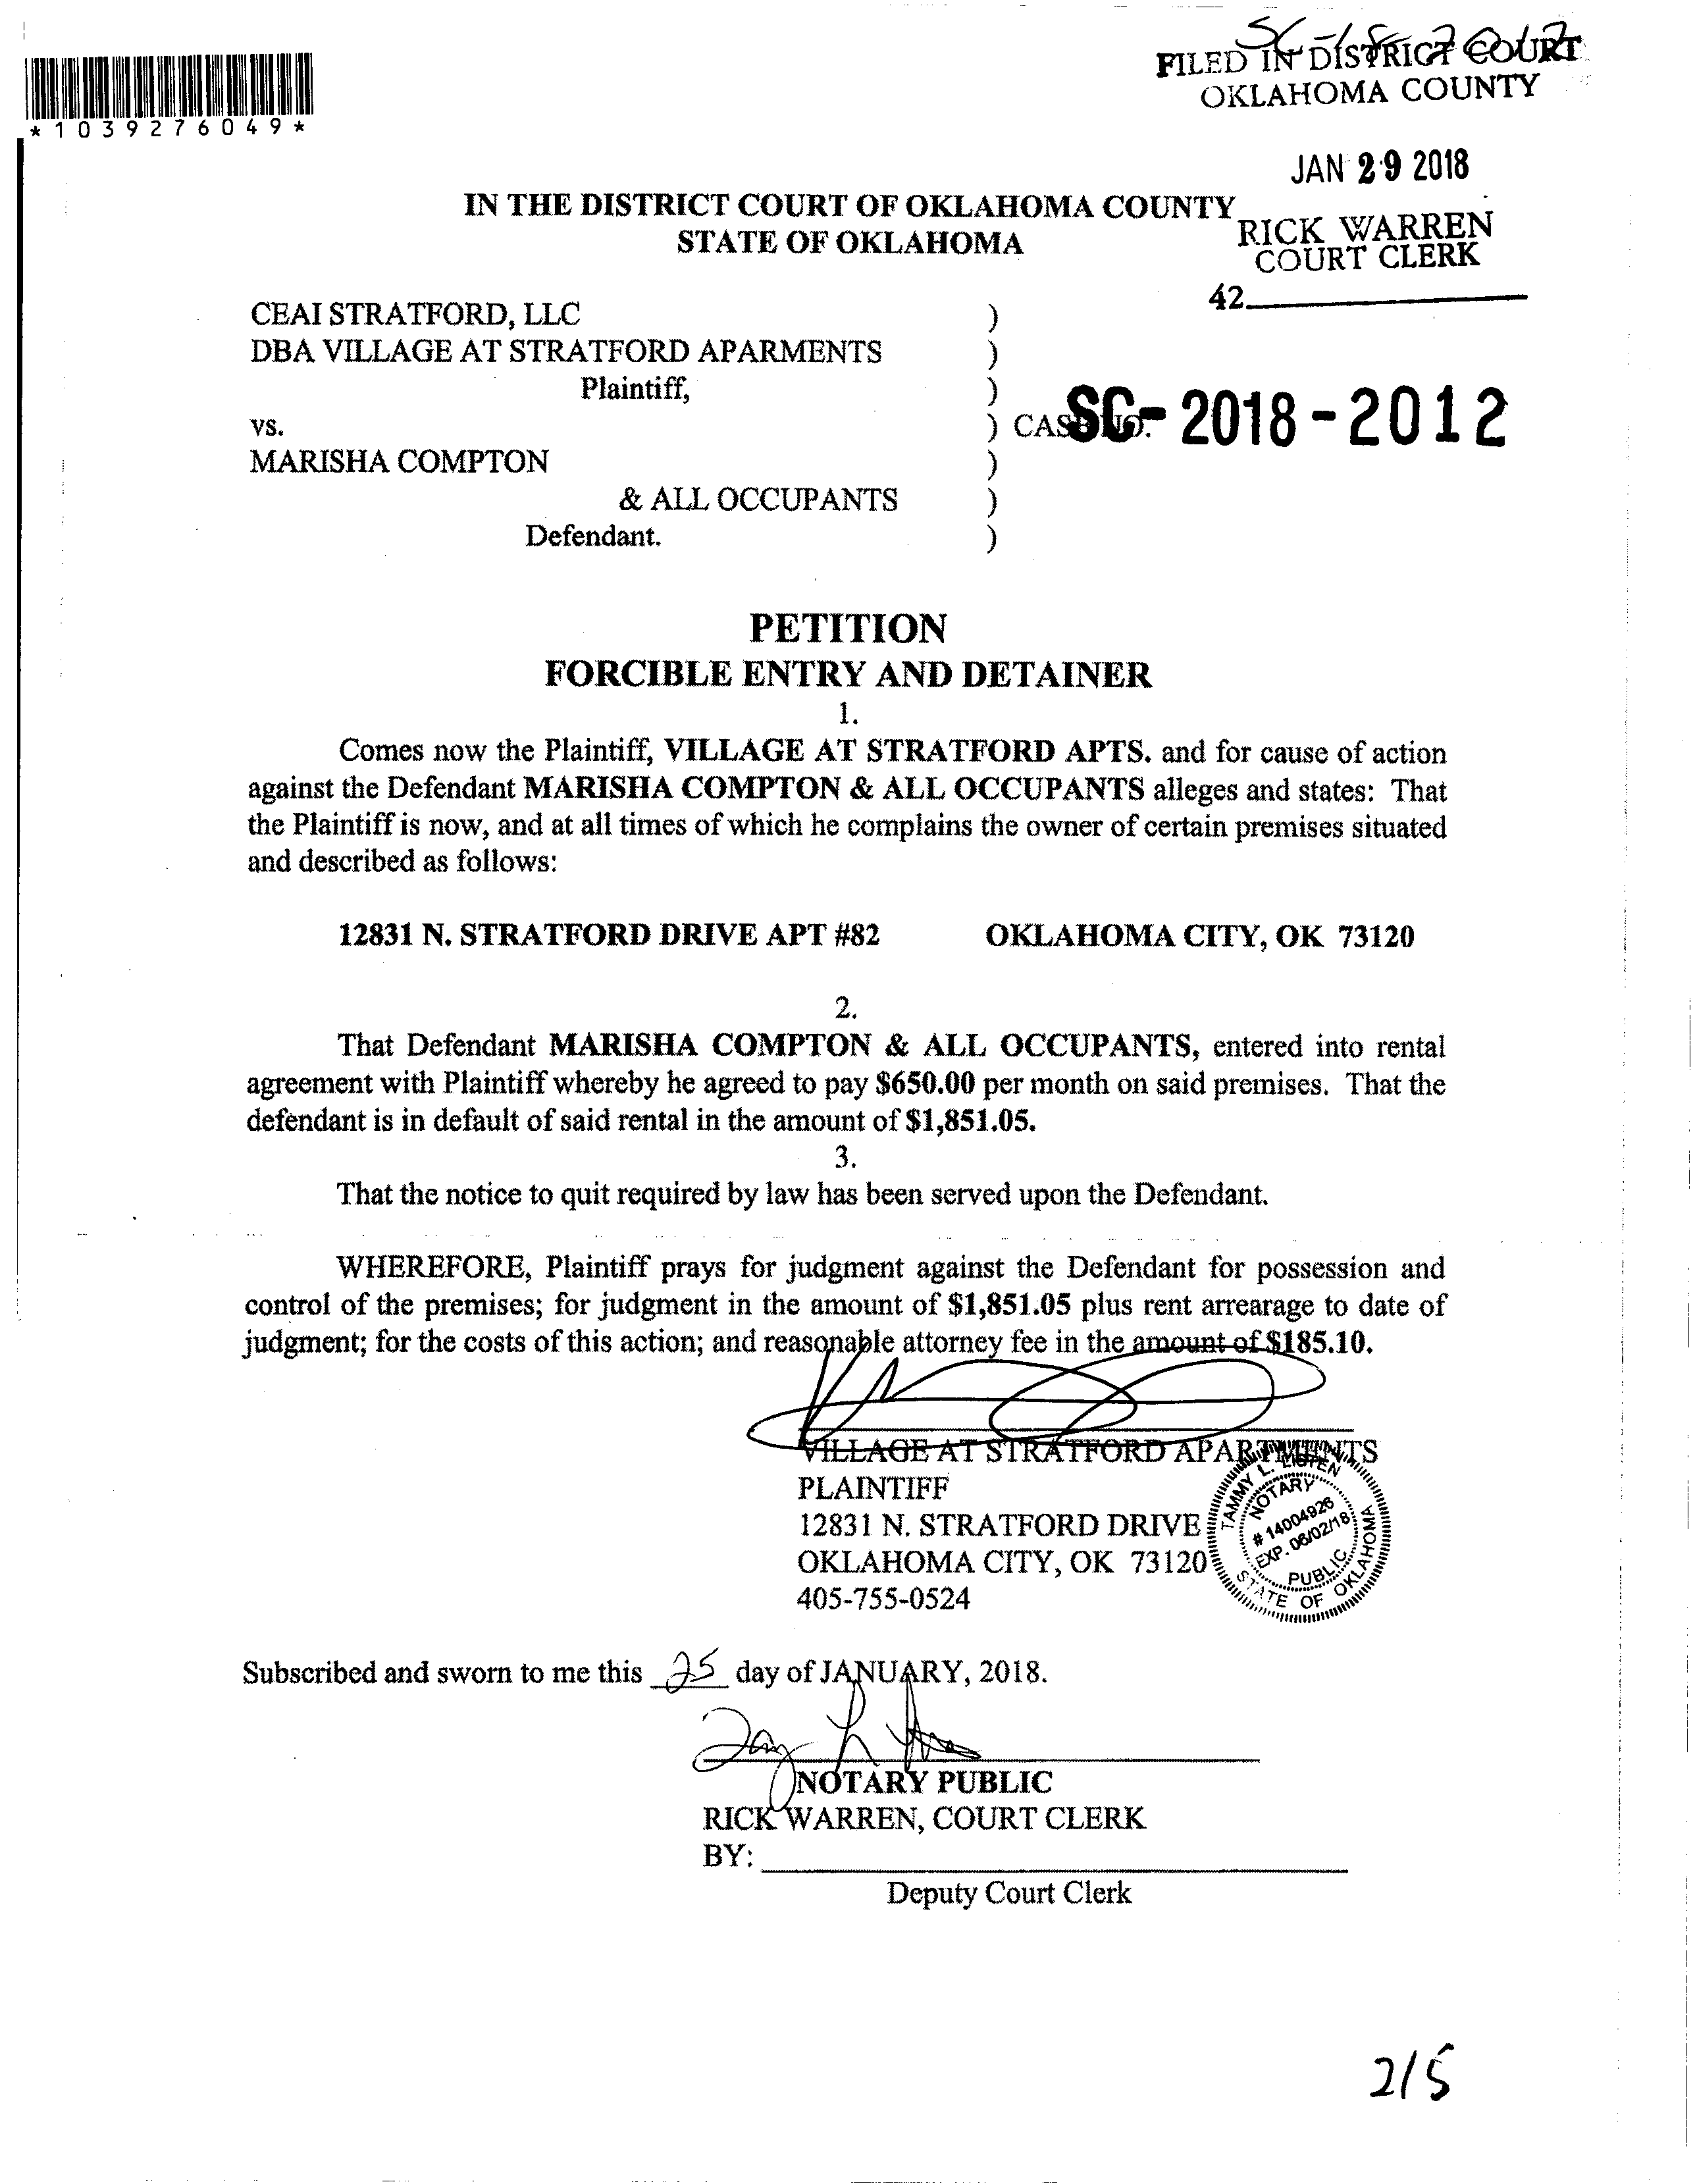 SC-18-2012
FILED IN DISTRICT COURT
OKLAHOMA COUNTY
*1039276049*
JAN 29 2018
IN THE DISTRICT COURT OF OKLAHOMA COUNTY
STATE OF OKLAHOMA
RICK WARREN
COURT CLERK
42
CEAI STRATFORD, LLC )
DBA VILLAGE AT STRATFORD APARMENTS )
Plaintiff, )
vs. ) CASE NO. SC-2018-2012
MARISHA COMPTON )
& ALL OCCUPANTS )
Defendant. )
PETITION
FORCIBLE ENTRY AND DETAINER
1.
Comes now the Plaintiff, VILLAGE AT STRATFORD APTS. and for cause of action
against the Defendant MARISHA COMPTON & ALL OCCUPANTS alleges and states: That
the Plaintiff is now, and at all times of which he complains the owner of certain premises situated
and described as follows:
12831 N. STRATFORD DRIVE APT #82 OKLAHOMA CITY, OK 73120
2.
That Defendant MARISHA COMPTON & ALL OCCUPANTS, entered into rental
agreement with Plaintiff whereby he agreed to pay $650.00 per month on said premises. That the
defendant is in default of said rental in the amount of $1,851.05.
3.
That the notice to quit required by law has been served upon the Defendant.
WHEREFORE, Plaintiff prays for judgment against the Defendant for possession and
control of the premises; for judgment in the amount of $1,851.05 plus rent arrearage to date of
judgment; for the costs of this action; and reasonable attorney fee in the amount of $185.10.
VILLAGE AT STRATFORD APARTMENTS
PLAINTIFF
12831 N. STRATFORD DRIVE
OKLAHOMA CITY, OK 73120
405-755-0524
TAMMY L. LISTEN
NOTARY
# 14004926
EXP. 06/02/18
PUBLIC
STATE OF OKLAHOMA
Subscribed and sworn to me this 25 day of JANUARY, 2018.
NOTARY PUBLIC
RICK WARREN, COURT CLERK
BY:
Deputy Court Clerk
2/5